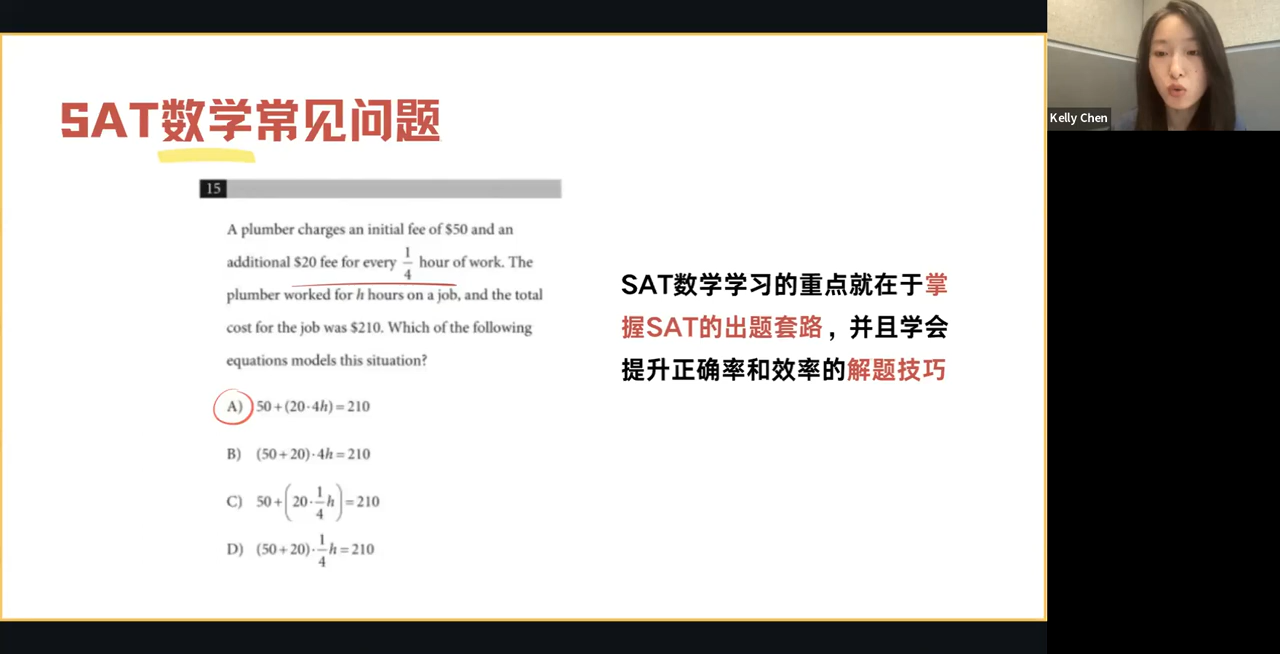 SAT数学常见问题
15
A plumber charges an initial fee of $50 and an
additional $20 fee for every 1/4 hour of work. The
plumber worked for h hours on a job, and the total
cost for the job was $210. Which of the following
equations models this situation?
A) 50+(20·4h)=210
B) (50+20)·4h=210
C) 50+(20·1/4h)=210
D) (50+20)·1/4h=210
SAT数学学习的重点就在于掌
握SAT的出题套路，并且学会
提升正确率和效率的解题技巧
Kelly Chen